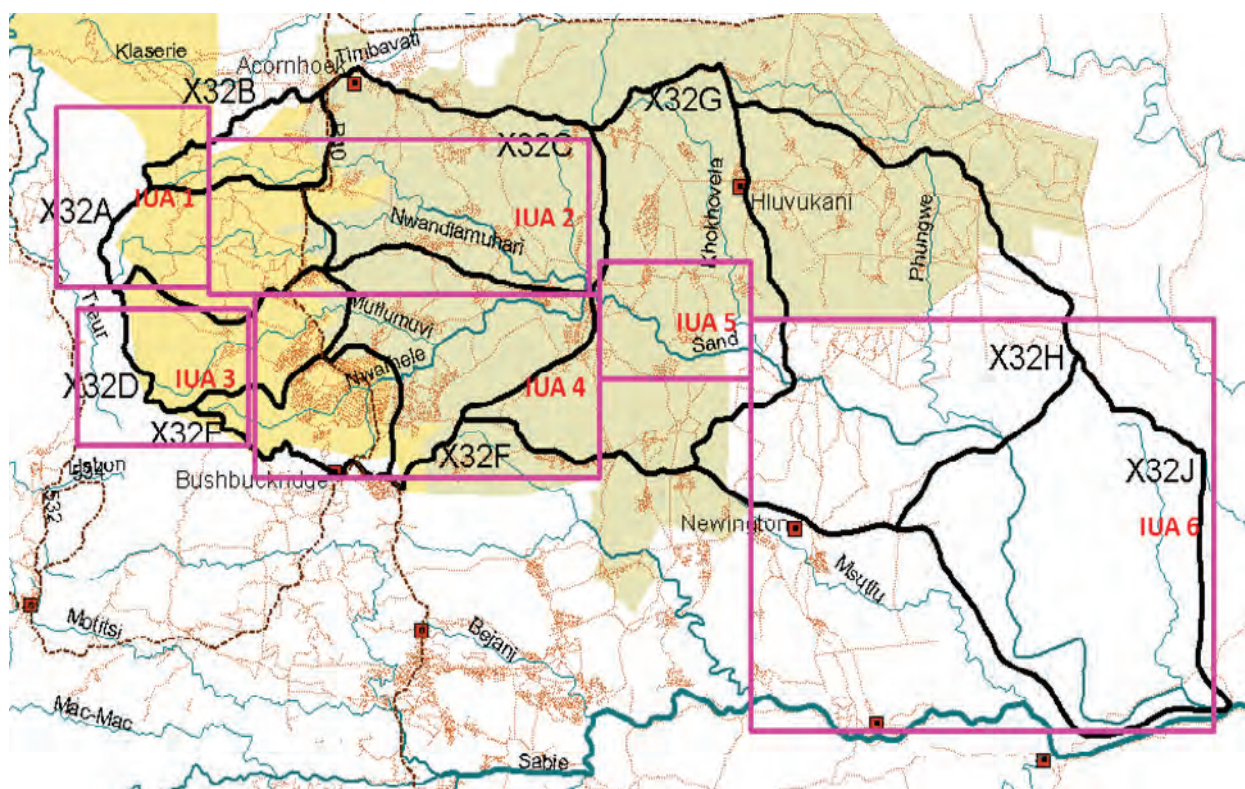 Klaserie
Timbavati
Acornhoek
X32B
X32G
X32C
X32A
IUA 1
IUA 2
Hluvukani
Nwandlamuhari
Khokhovela
Phungwe
Treur
Mutlumuvi
IUA 5
Sand
Nwarhele
X32H
X32D
IUA 3
IUA 4
X32E
X32F
X32J
Bushbuckridge
532
Newington
IUA 6
Msutlu
Motitsi
Bejani
Mac-Mac
Sabie